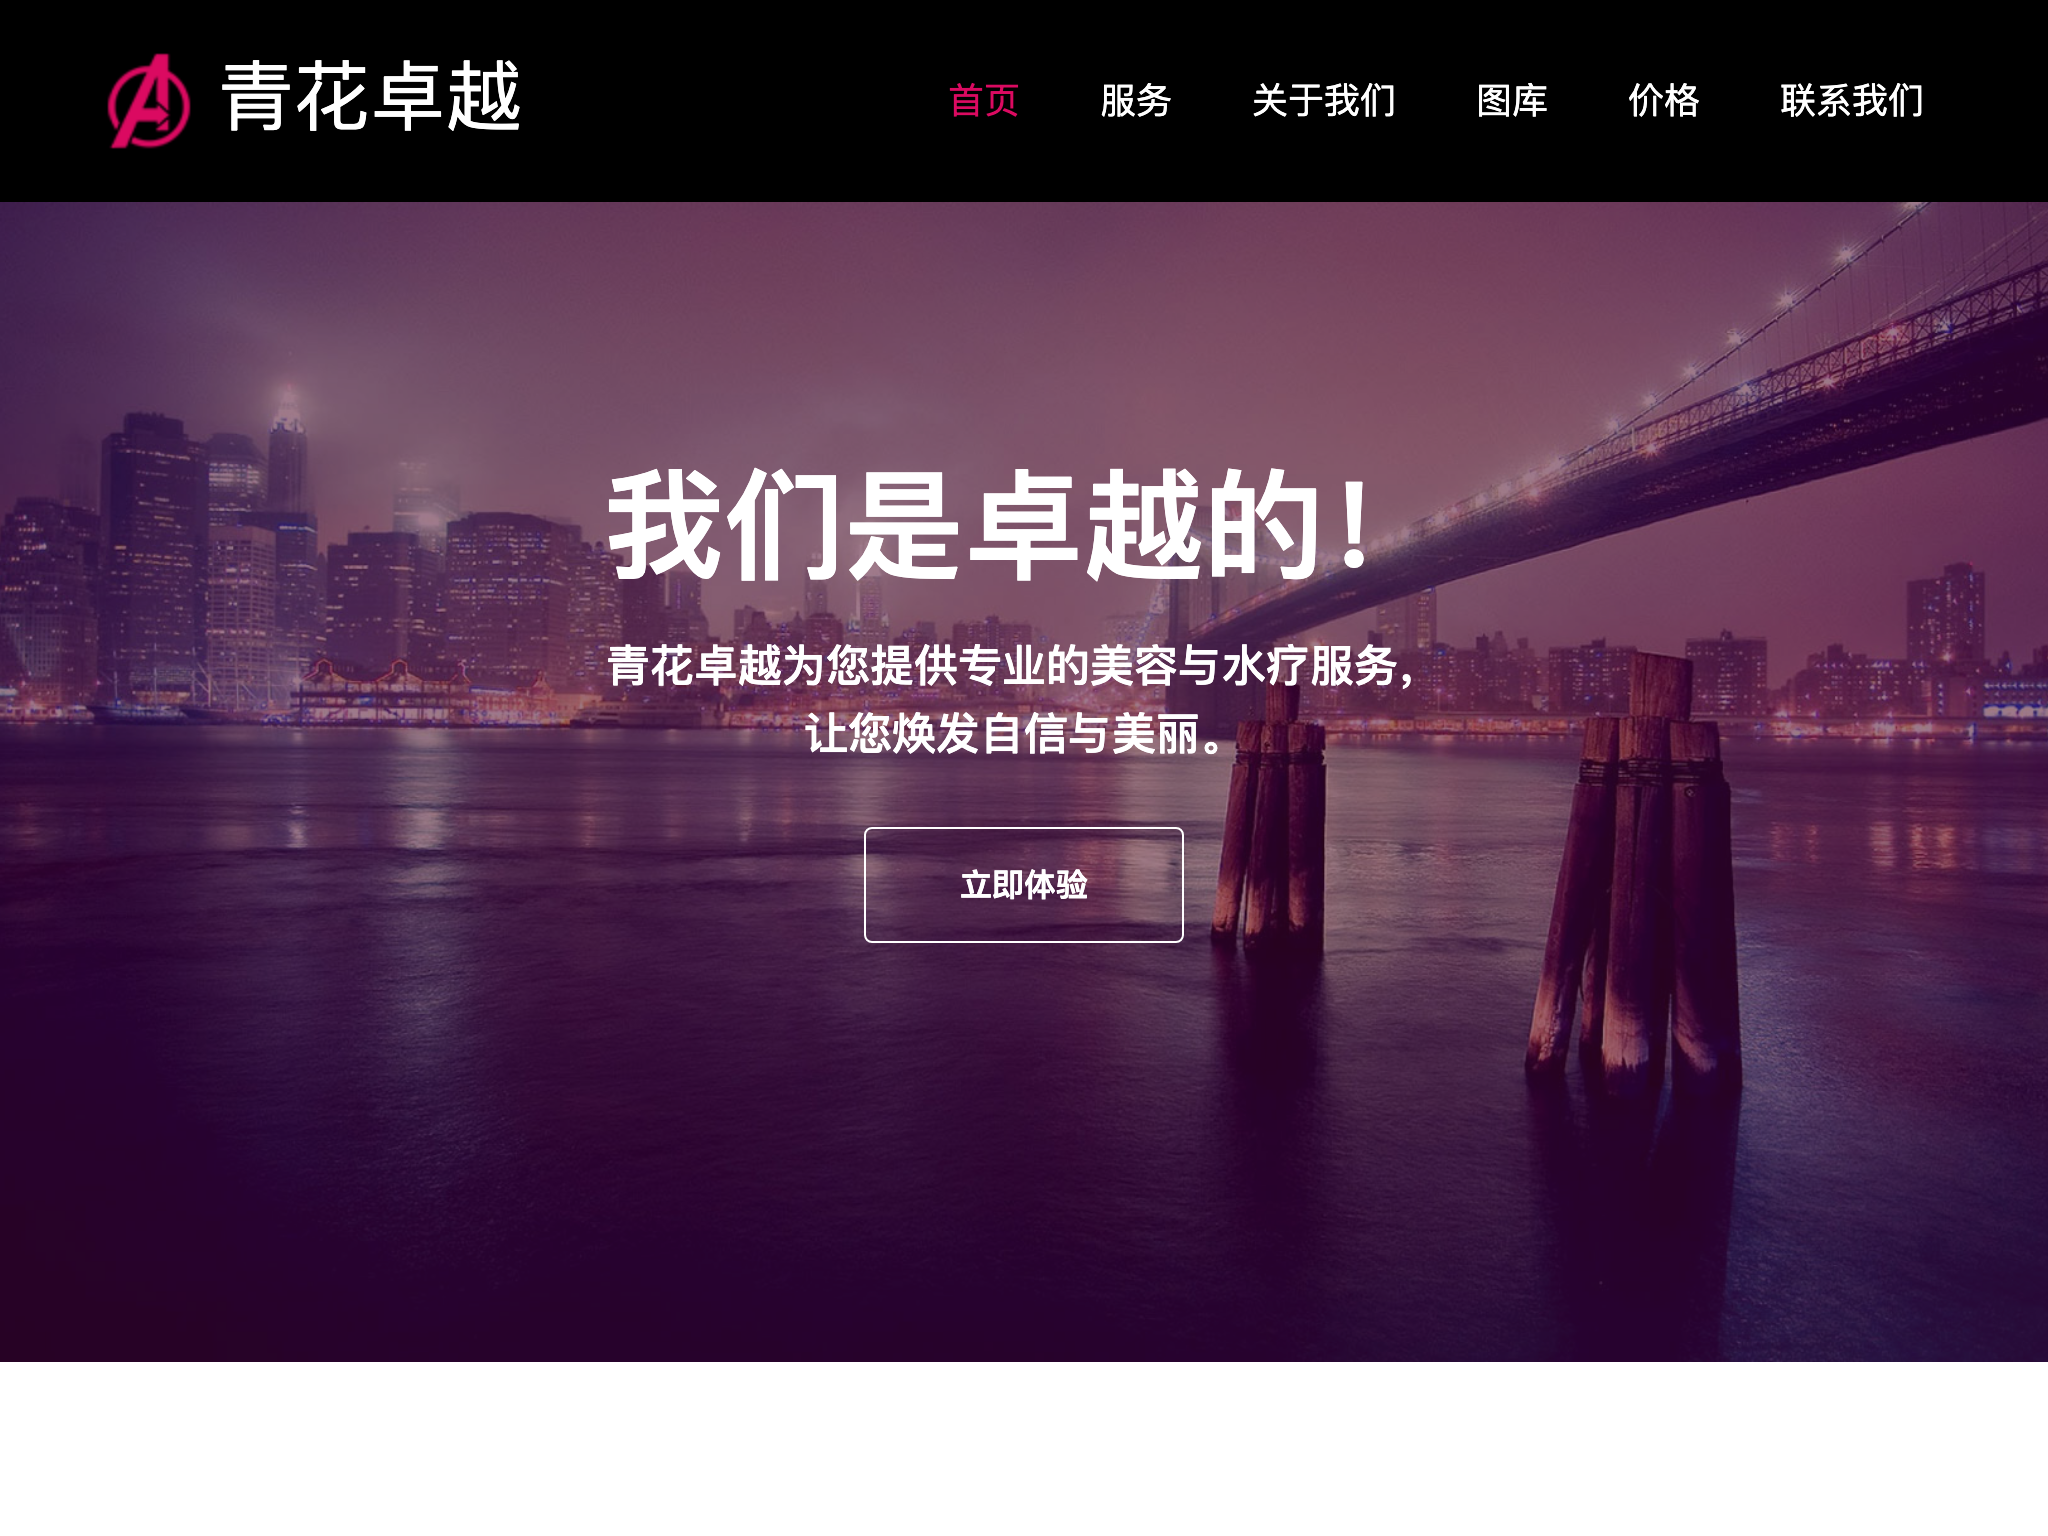 青花卓越
首页
服务
关于我们
图库
价格
联系我们
我们是卓越的！
青花卓越为您提供专业的美容与水疗服务，
让您焕发自信与美丽。
立即体验